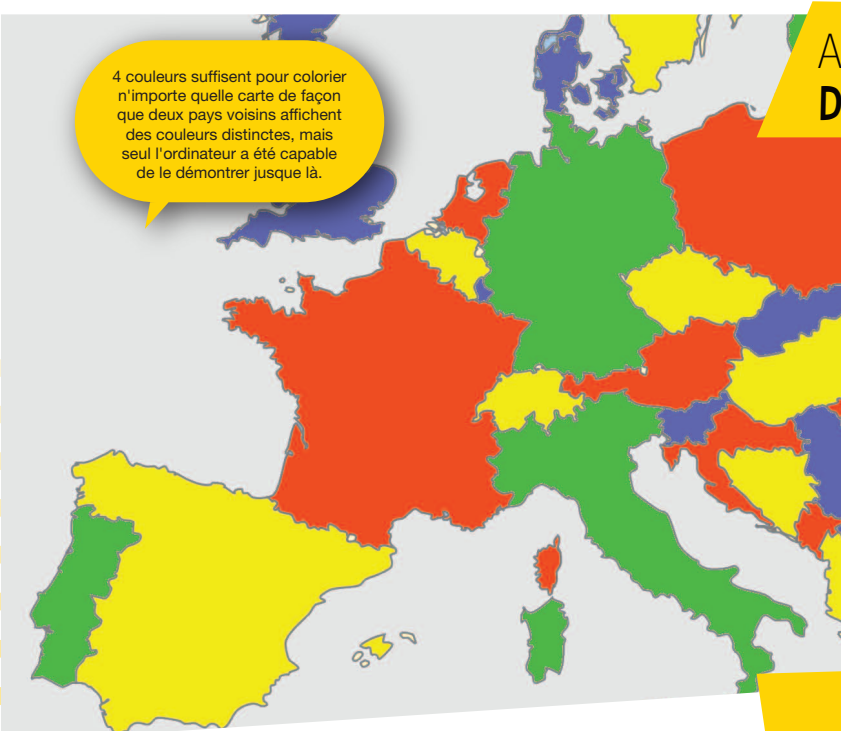 4 couleurs suffisent pour colorier
n'importe quelle carte de façon
que deux pays voisins affichent
des couleurs distinctes, mais
seul l'ordinateur a été capable
de le démontrer jusque là.
A
D